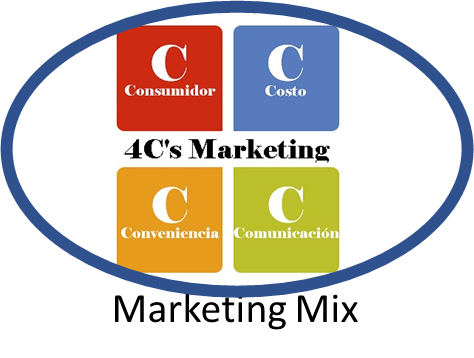 C C
Consumidor Costo
4C's Marketing
C C
Conveniencia Comunicación
Marketing Mix